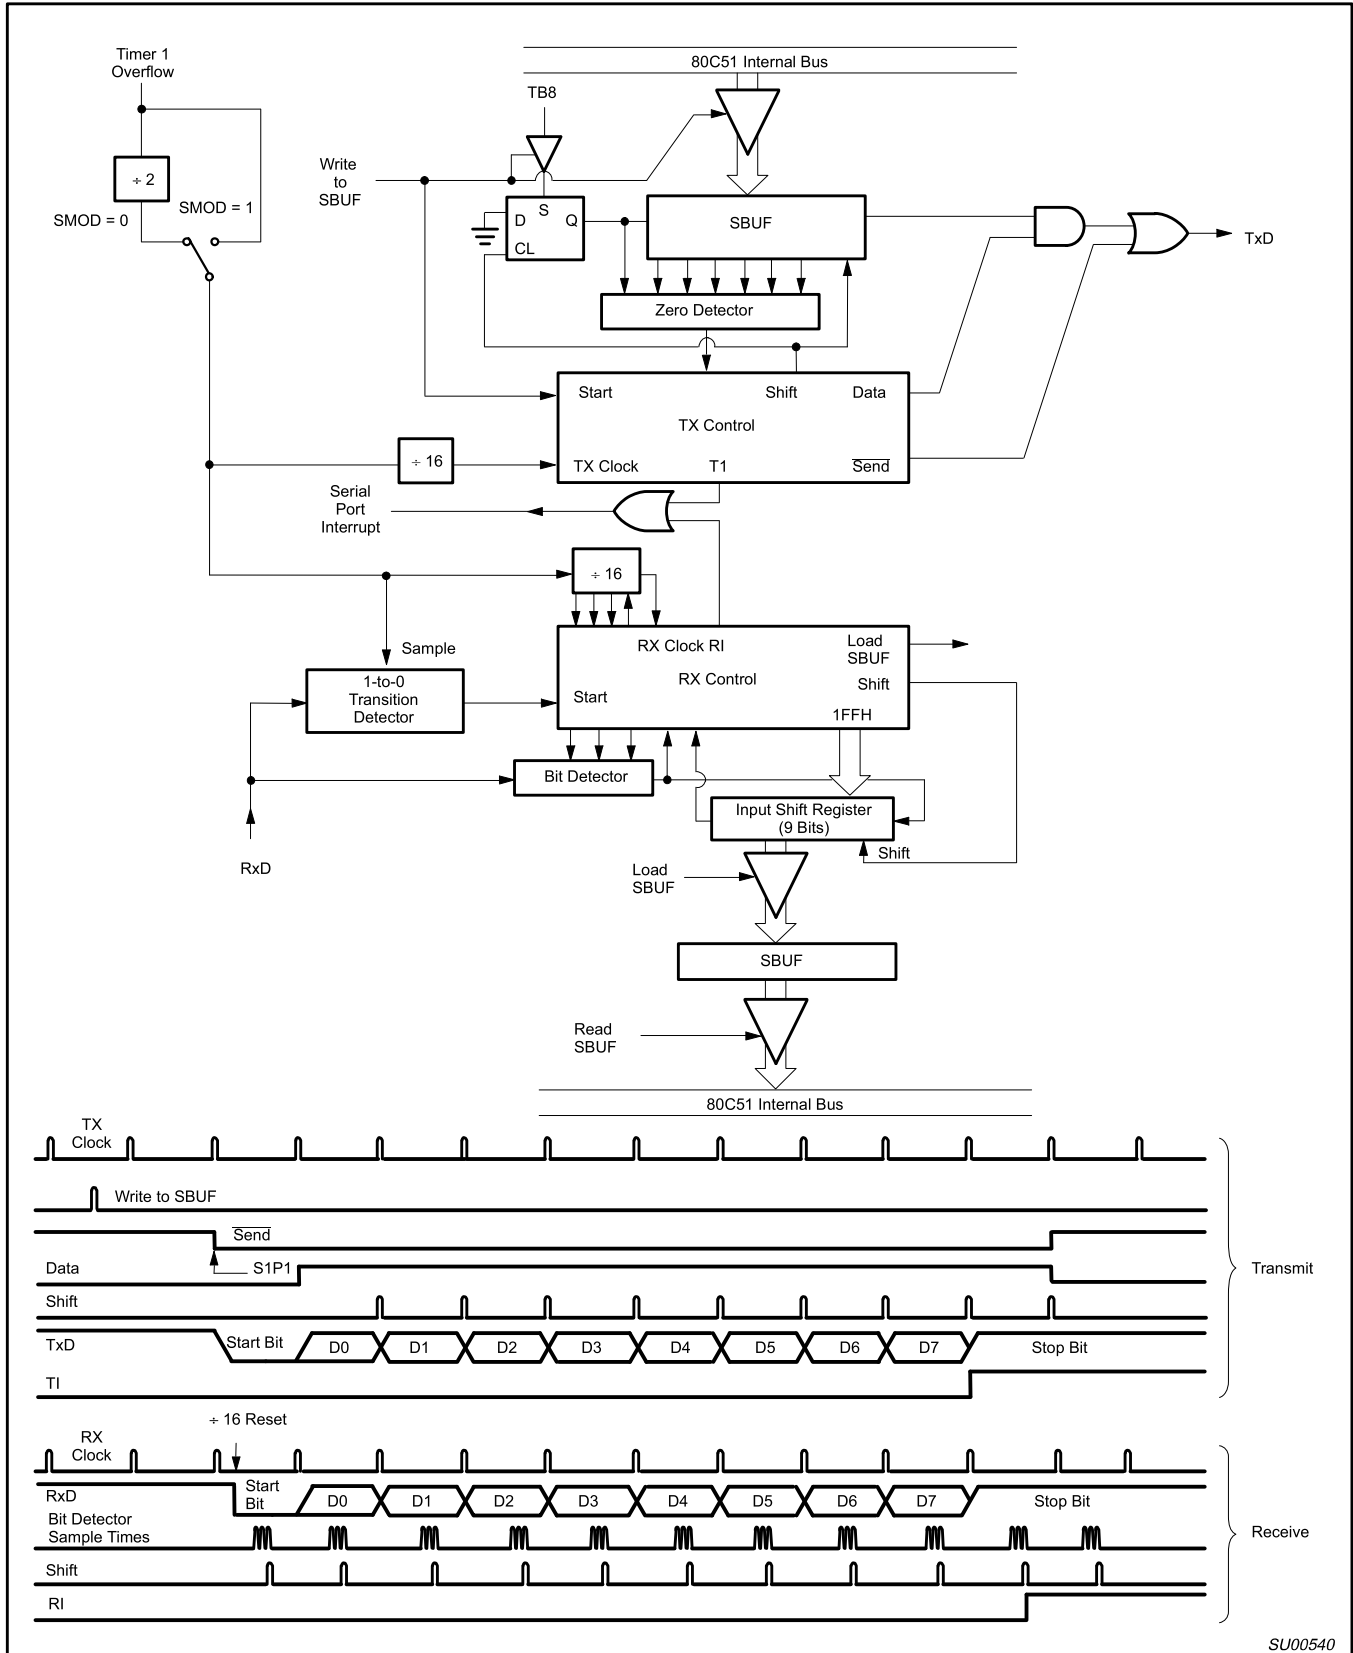 Timer 1
Overflow
80C51 Internal Bus
TB8
Write
to
SBUF
÷ 2
SMOD = 0
SMOD = 1
D
S
Q
CL
SBUF
TxD
Zero Detector
Start
Shift
Data
TX Control
÷ 16
TX Clock
T1
Send
Serial
Port
Interrupt
÷ 16
Sample
RX Clock RI
Load
SBUF
1-to-0
Transition
Detector
RX Control
Shift
Start
1FFH
Bit Detector
Input Shift Register
(9 Bits)
RxD
Shift
Load
SBUF
SBUF
Read
SBUF
80C51 Internal Bus
TX
Clock
Write to SBUF
Send
Data
S1P1
Transmit
Shift
TxD
Start Bit
D0
D1
D2
D3
D4
D5
D6
D7
Stop Bit
TI
÷ 16 Reset
RX
Clock
RxD
Start
Bit
D0
D1
D2
D3
D4
D5
D6
D7
Stop Bit
Bit Detector
Sample Times
Receive
Shift
RI
SU00540